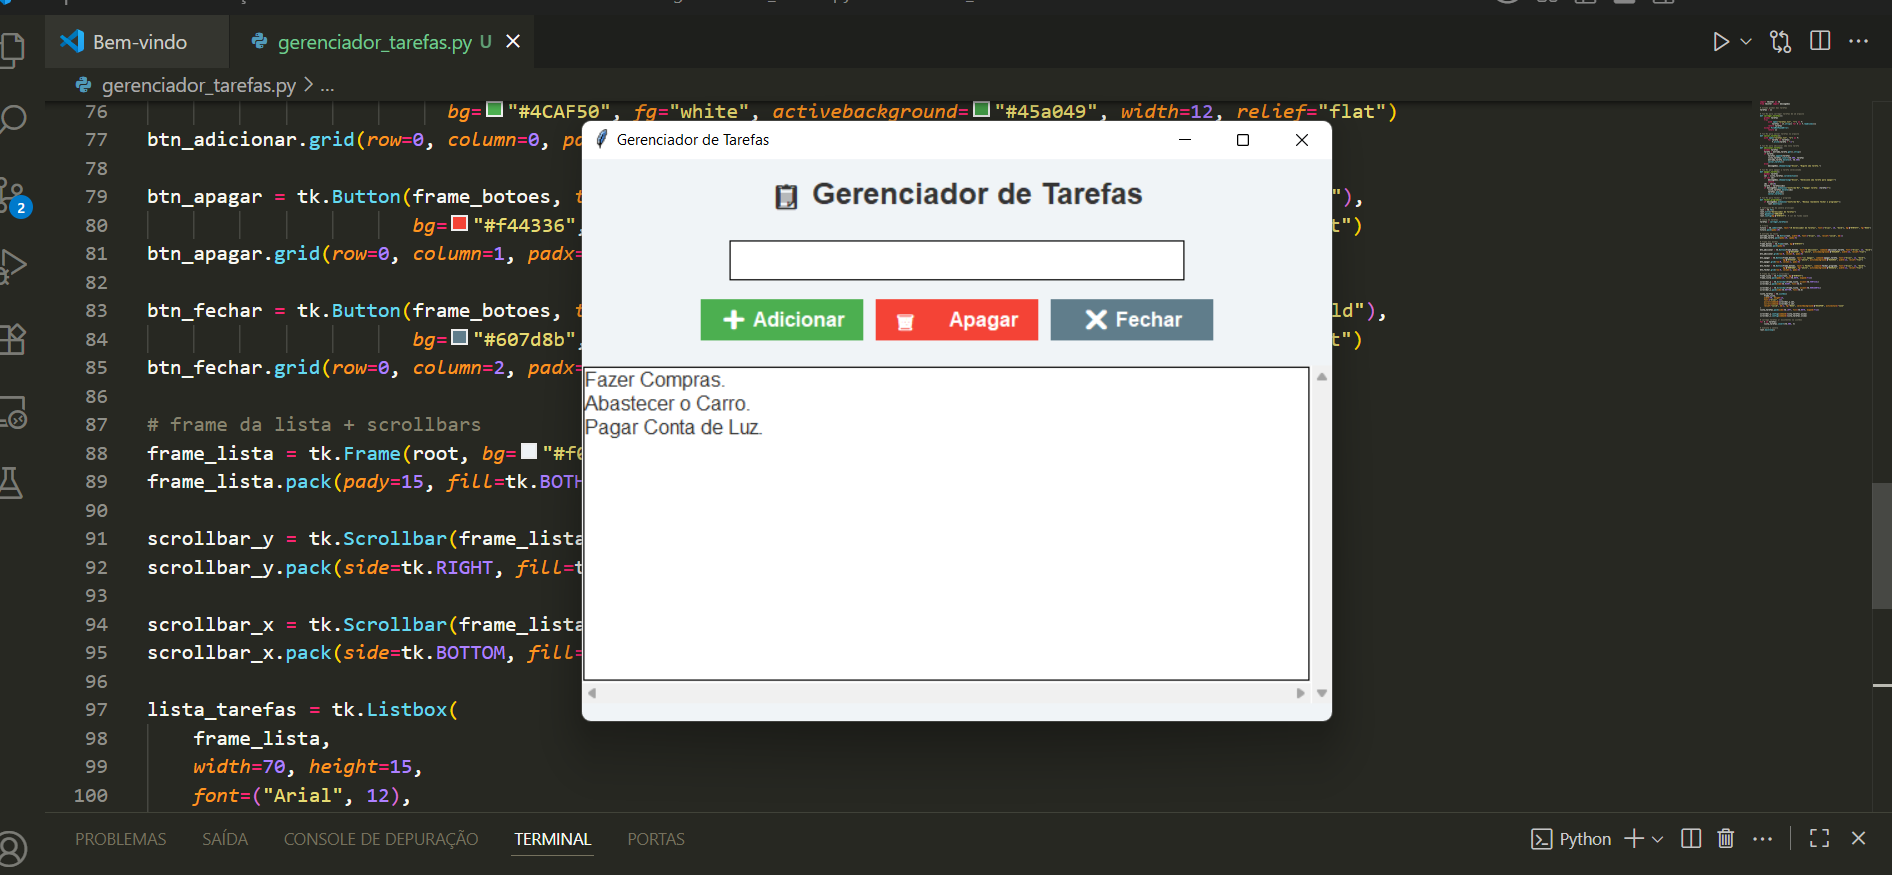 Bem-vindo
gerenciador_tarefas.py U
gerenciador_tarefas.py > ...
76 bg="#4CAF50", fg="white", activebackground="#45a049", width=12, relief="flat")
77 btn_adicionar.grid(row=0, column=0,
78
79 btn_apagar = tk.Button(frame_botoes, "),
80 bg="#f44336", t")
81 btn_apagar.grid(row=0, column=1, padx=
82
83 btn_fechar = tk.Button(frame_botoes, ld"),
84 bg="#607d8b", t")
85 btn_fechar.grid(row=0, column=2, padx=
86
87 # frame da lista + scrollbars
88 frame_lista = tk.Frame(root, bg="#f
89 frame_lista.pack(pady=15, fill=tk.BOTH
90
91 scrollbar_y = tk.Scrollbar(frame_lista
92 scrollbar_y.pack(side=tk.RIGHT, fill=t
93
94 scrollbar_x = tk.Scrollbar(frame_lista
95 scrollbar_x.pack(side=tk.BOTTOM, fill=
96
97 lista_tarefas = tk.Listbox(
98 frame_lista,
99 width=70, height=15,
100 font=("Arial", 12),
Gerenciador de Tarefas
Gerenciador de Tarefas
Adicionar
Apagar
Fechar
Fazer Compras.
Abastecer o Carro.
Pagar Conta de Luz.
2
PROBLEMAS SAÍDA CONSOLE DE DEPURAÇÃO TERMINAL PORTAS
Python